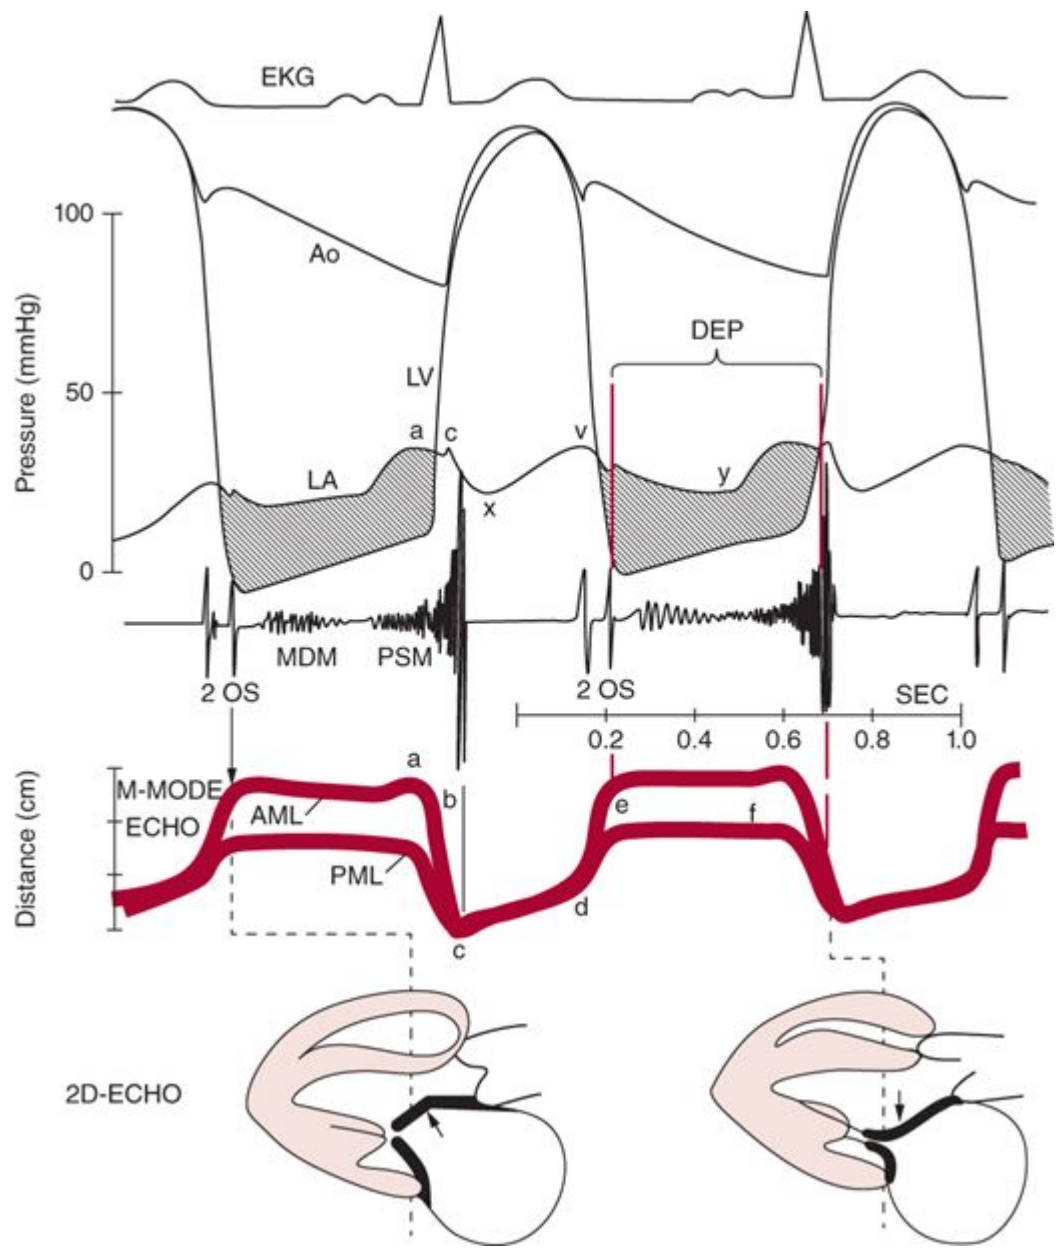 EKG
100
Ao
DEP
Pressure (mmHg)
50
LV
a c
v
LA
y
x
0
MDM PSM
2 OS
2 OS
SEC
0.2 0.4 0.6 0.8 1.0
a
M-MODE
b
e
f
AML
ECHO
PML
Distance (cm)
d
c
2D-ECHO